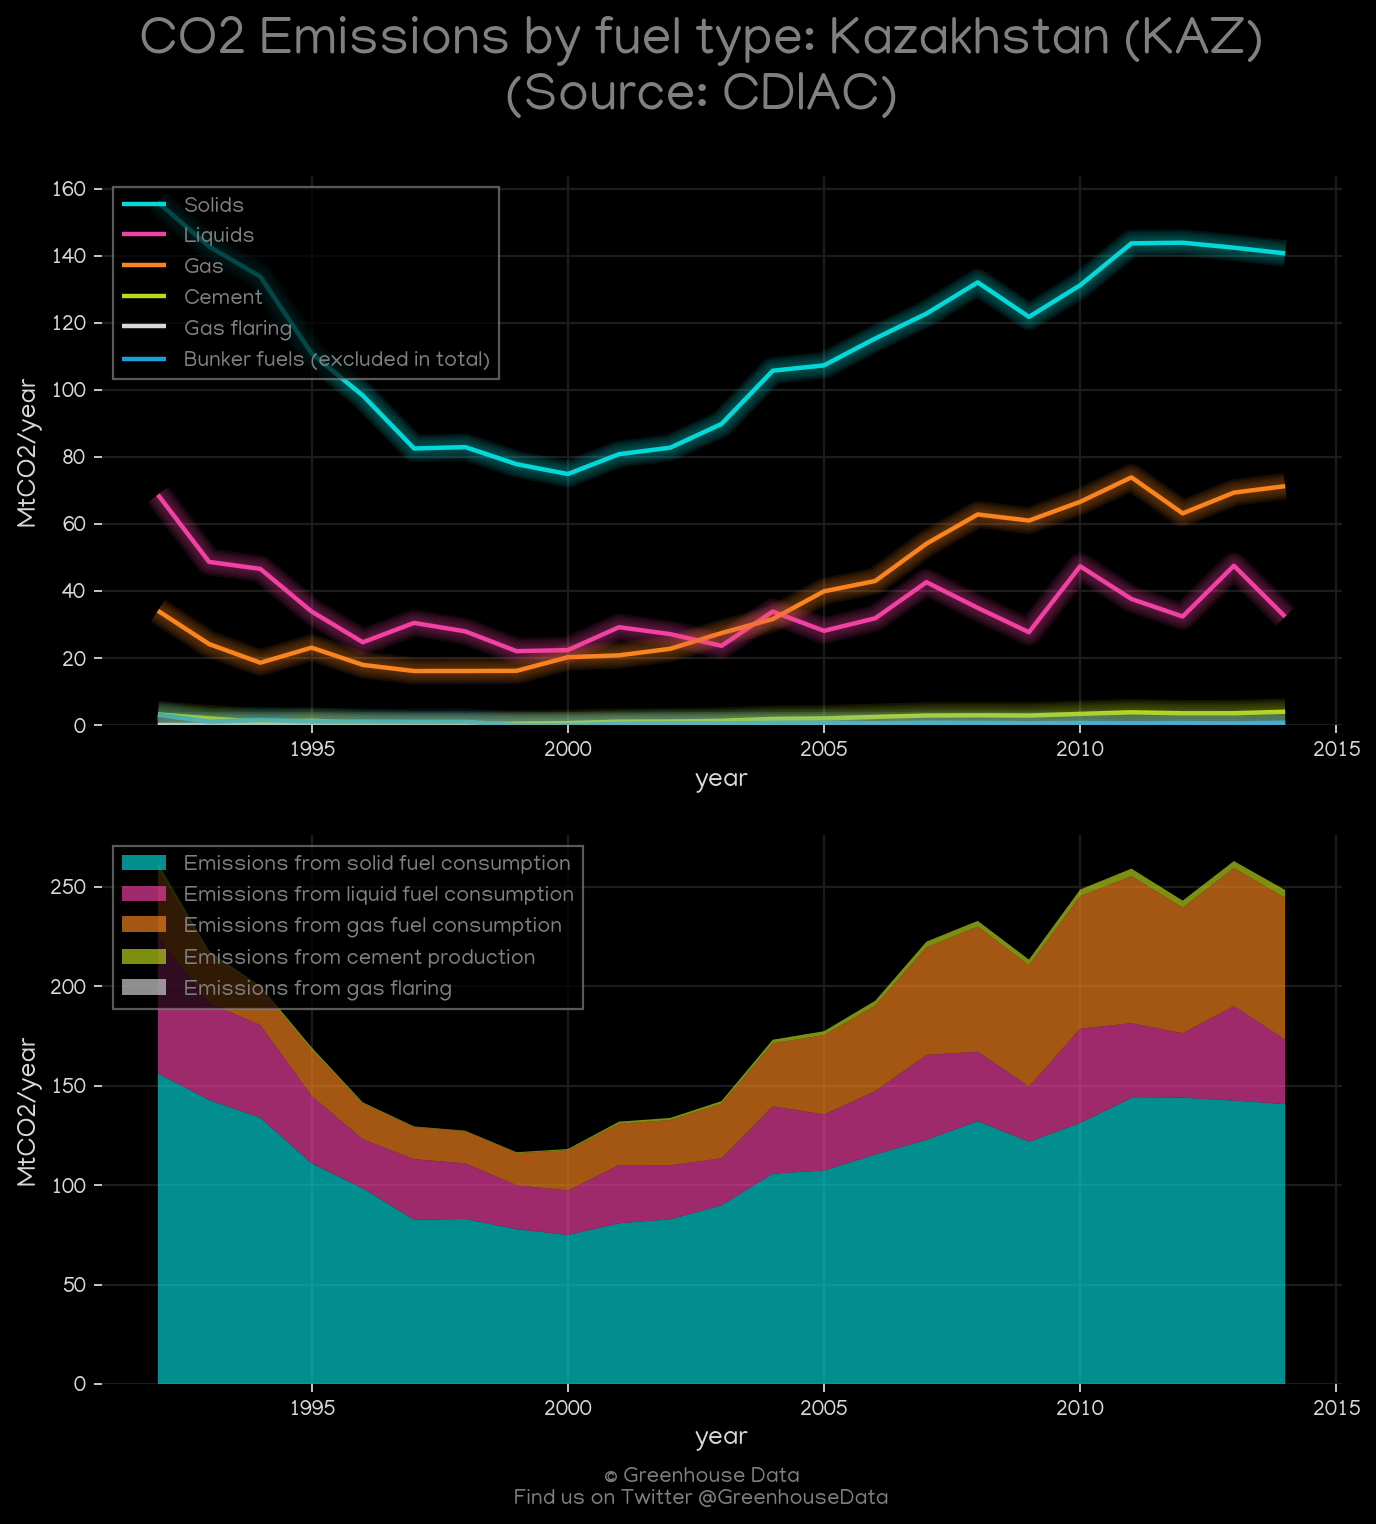 CO2 Emissions by fuel type: Kazakhstan (KAZ)
(Source: CDIAC)
160
140
120
100
80
60
40
20
0
MtCO2/year
Solids
Liquids
Gas
Cement
Gas flaring
Bunker fuels (excluded in total)
1995
2000
2005
2010
2015
year
250
200
150
100
50
0
MtCO2/year
Emissions from solid fuel consumption
Emissions from liquid fuel consumption
Emissions from gas fuel consumption
Emissions from cement production
Emissions from gas flaring
1995
2000
2005
2010
2015
year
© Greenhouse Data
Find us on Twitter @GreenhouseData